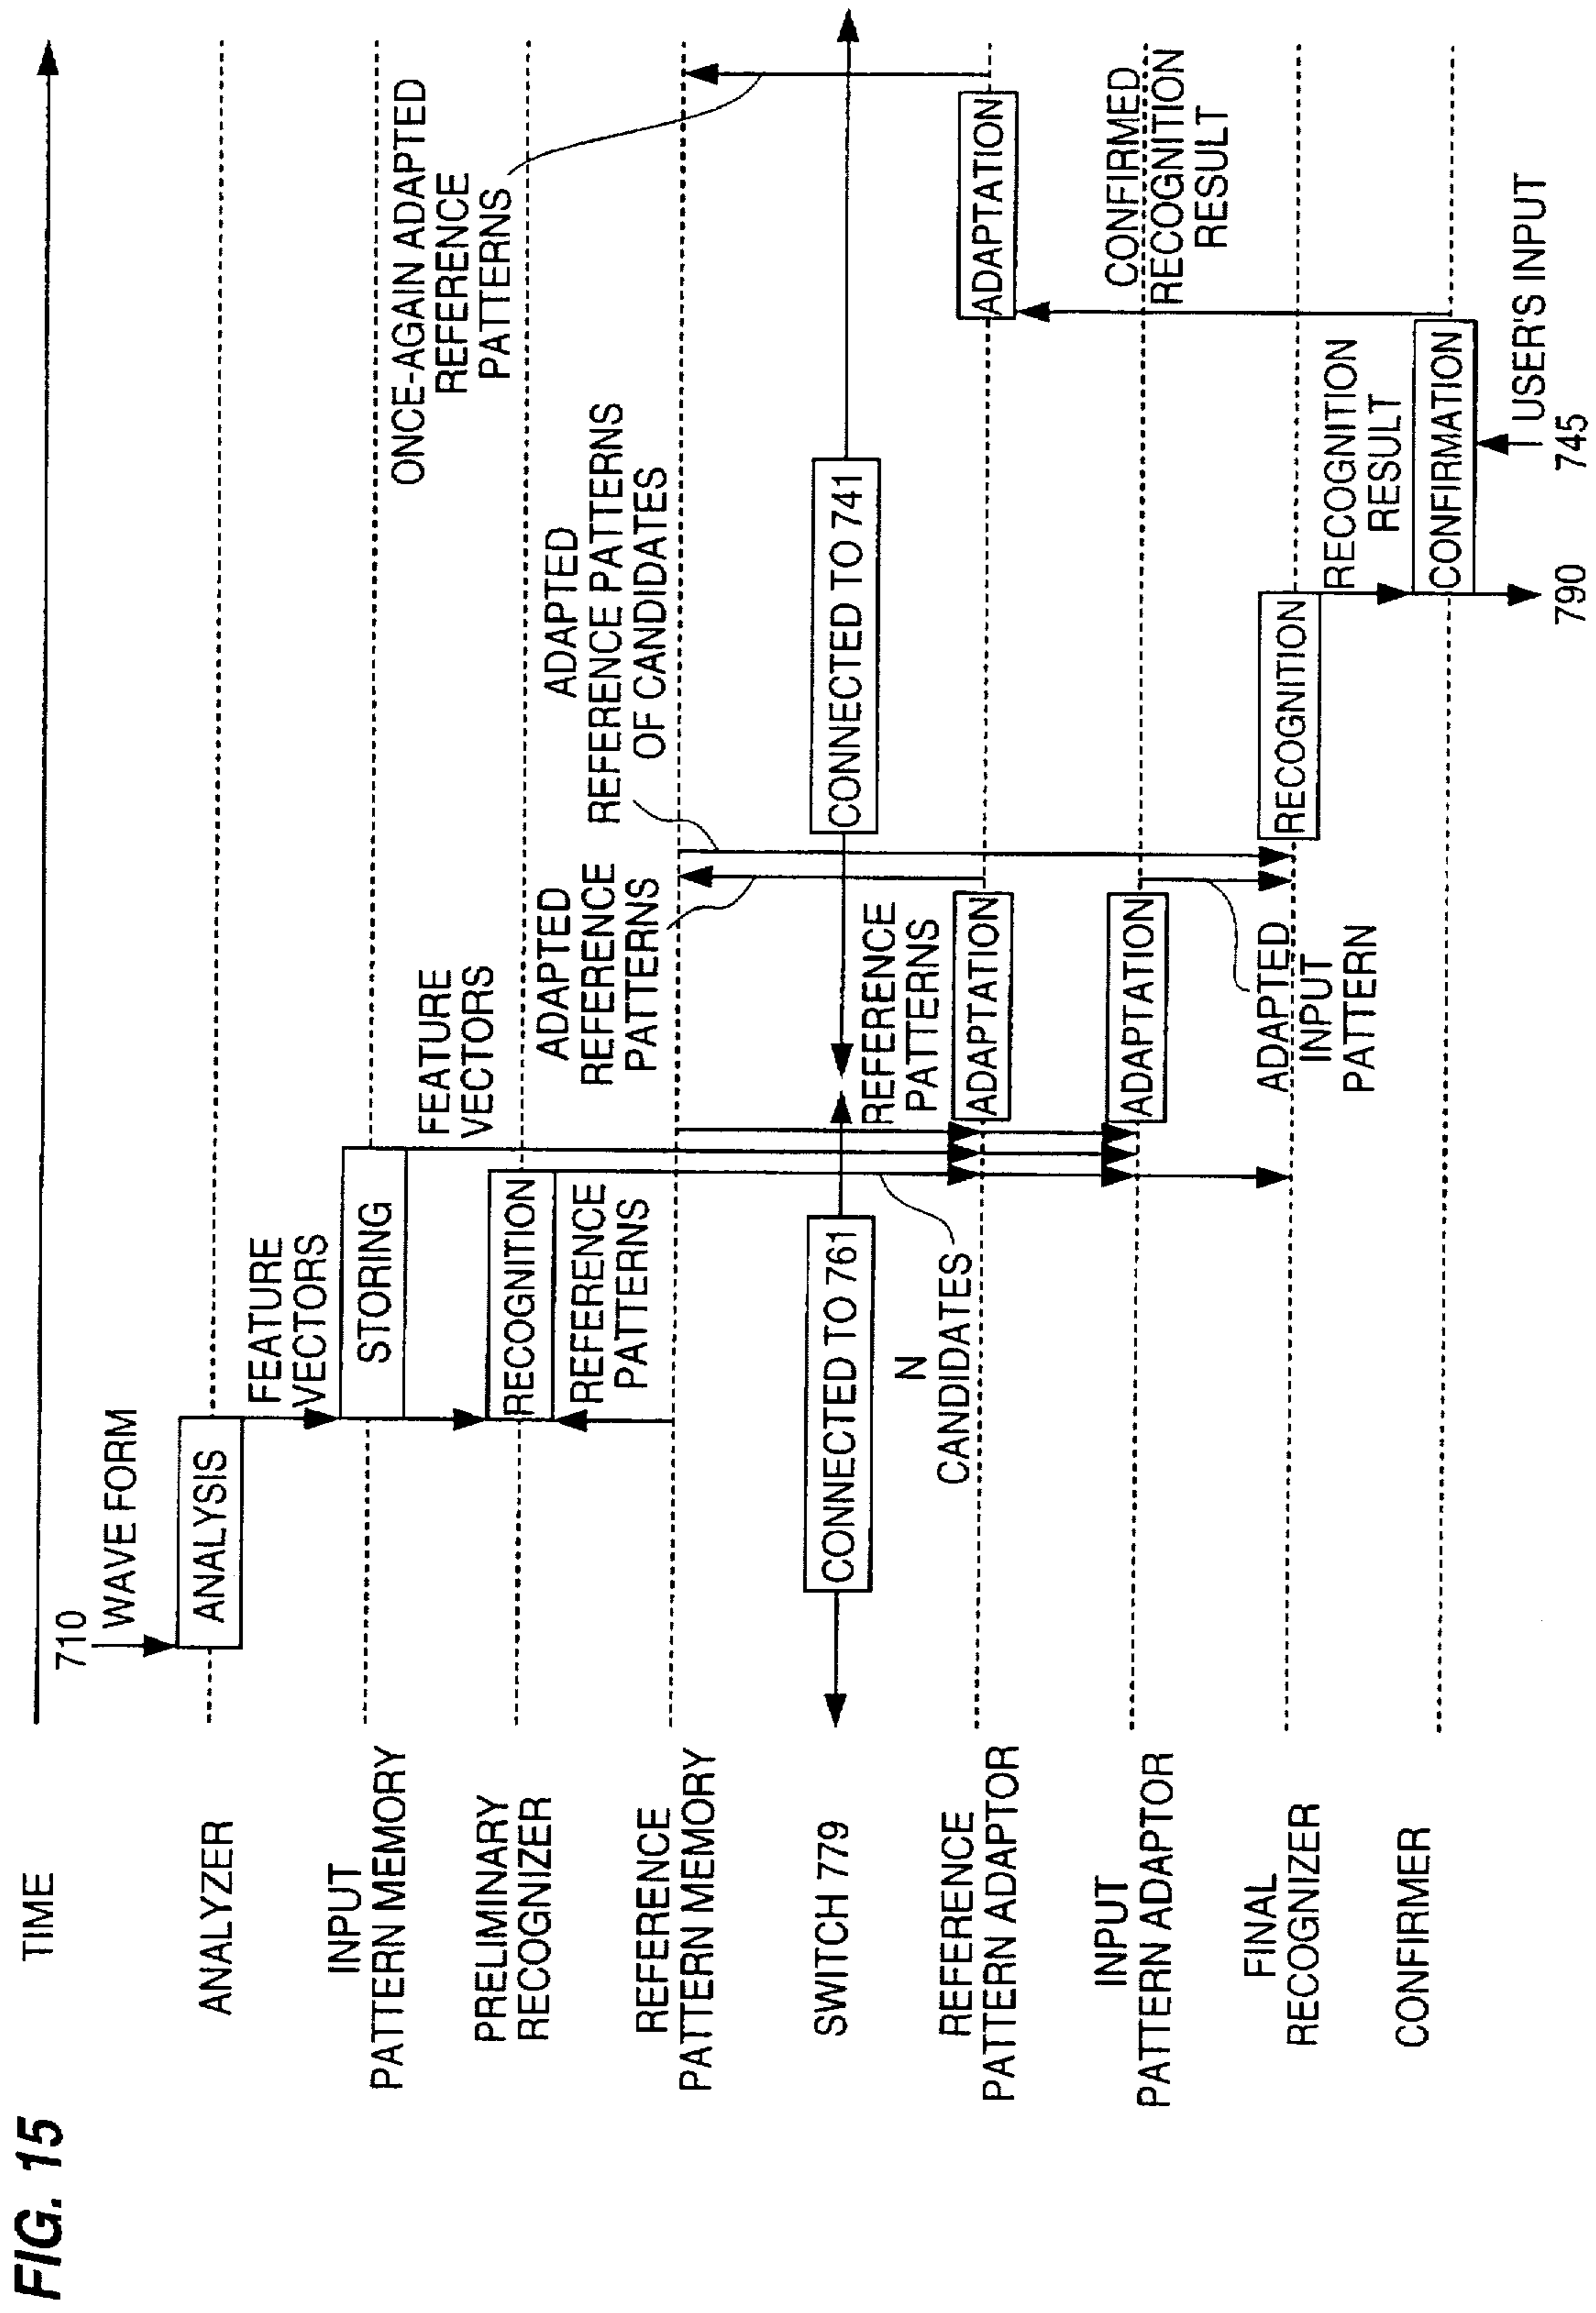 FIG. 15
TIME
710
WAVE FORM
ANALYZER
ANALYSIS
FEATURE
VECTORS
INPUT
PATTERN MEMORY
STORING
FEATURE
VECTORS
ONCE-AGAIN ADAPTED
REFERENCE
PATTERNS
PRELIMINARY
RECOGNIZER
RECOGNITION
REFERENCE
PATTERNS
ADAPTED
REFERENCE
PATTERNS
ADAPTED
REFERENCE PATTERNS
OF CANDIDATES
REFERENCE
PATTERN MEMORY
SWITCH 779
CONNECTED TO 761
CONNECTED TO 741
N
CANDIDATES
REFERENCE
PATTERNS
REFERENCE
PATTERN ADAPTOR
ADAPTATION
ADAPTATION
INPUT
PATTERN ADAPTOR
ADAPTATION
CONFIRMED
RECOGNITION
RESULT
ADAPTED
INPUT
PATTERN
FINAL
RECOGNIZER
RECOGNITION
RECOGNITION
RESULT
CONFIRMER
CONFIRMATION
USER'S INPUT
790
745